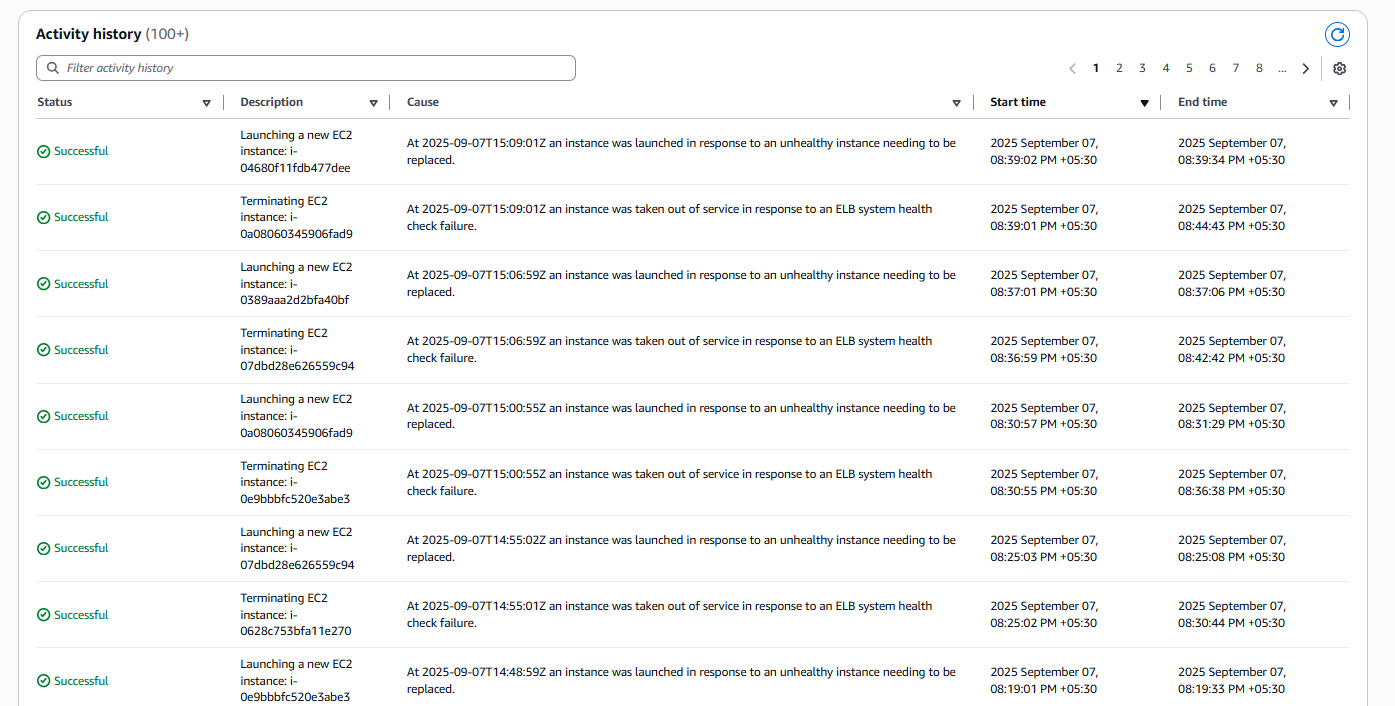 Activity history (100+)
Filter activity history
1 2 3 4 5 6 7 8 ...
Status Description Cause Start time End time
Successful
Launching a new EC2
instance: i-
04680f11fdb477dee
At 2025-09-07T15:09:01Z an instance was launched in response to an unhealthy instance needing to be
replaced.
2025 September 07,
08:39:02 PM +05:30
2025 September 07,
08:39:34 PM +05:30
Successful
Terminating EC2
instance: i-
0a08060345906fad9
At 2025-09-07T15:09:01Z an instance was taken out of service in response to an ELB system health
check failure.
2025 September 07,
08:39:01 PM +05:30
2025 September 07,
08:44:43 PM +05:30
Successful
Launching a new EC2
instance: i-
0389aaa2d2bfa40bf
At 2025-09-07T15:06:59Z an instance was launched in response to an unhealthy instance needing to be
replaced.
2025 September 07,
08:37:01 PM +05:30
2025 September 07,
08:37:06 PM +05:30
Successful
Terminating EC2
instance: i-
07dbd28e626559c94
At 2025-09-07T15:06:59Z an instance was taken out of service in response to an ELB system health
check failure.
2025 September 07,
08:36:59 PM +05:30
2025 September 07,
08:42:42 PM +05:30
Successful
Launching a new EC2
instance: i-
0a08060345906fad9
At 2025-09-07T15:00:55Z an instance was launched in response to an unhealthy instance needing to be
replaced.
2025 September 07,
08:30:57 PM +05:30
2025 September 07,
08:31:29 PM +05:30
Successful
Terminating EC2
instance: i-
0e9bbbfc520e3abe3
At 2025-09-07T15:00:55Z an instance was taken out of service in response to an ELB system health
check failure.
2025 September 07,
08:30:55 PM +05:30
2025 September 07,
08:36:38 PM +05:30
Successful
Launching a new EC2
instance: i-
07dbd28e626559c94
At 2025-09-07T14:55:02Z an instance was launched in response to an unhealthy instance needing to be
replaced.
2025 September 07,
08:25:03 PM +05:30
2025 September 07,
08:25:08 PM +05:30
Successful
Terminating EC2
instance: i-
0628c753bfa11e270
At 2025-09-07T14:55:01Z an instance was taken out of service in response to an ELB system health
check failure.
2025 September 07,
08:25:02 PM +05:30
2025 September 07,
08:30:44 PM +05:30
Successful
Launching a new EC2
instance: i-
0e9bbbfc520e3abe3
At 2025-09-07T14:48:59Z an instance was launched in response to an unhealthy instance needing to be
replaced.
2025 September 07,
08:19:01 PM +05:30
2025 September 07,
08:19:33 PM +05:30